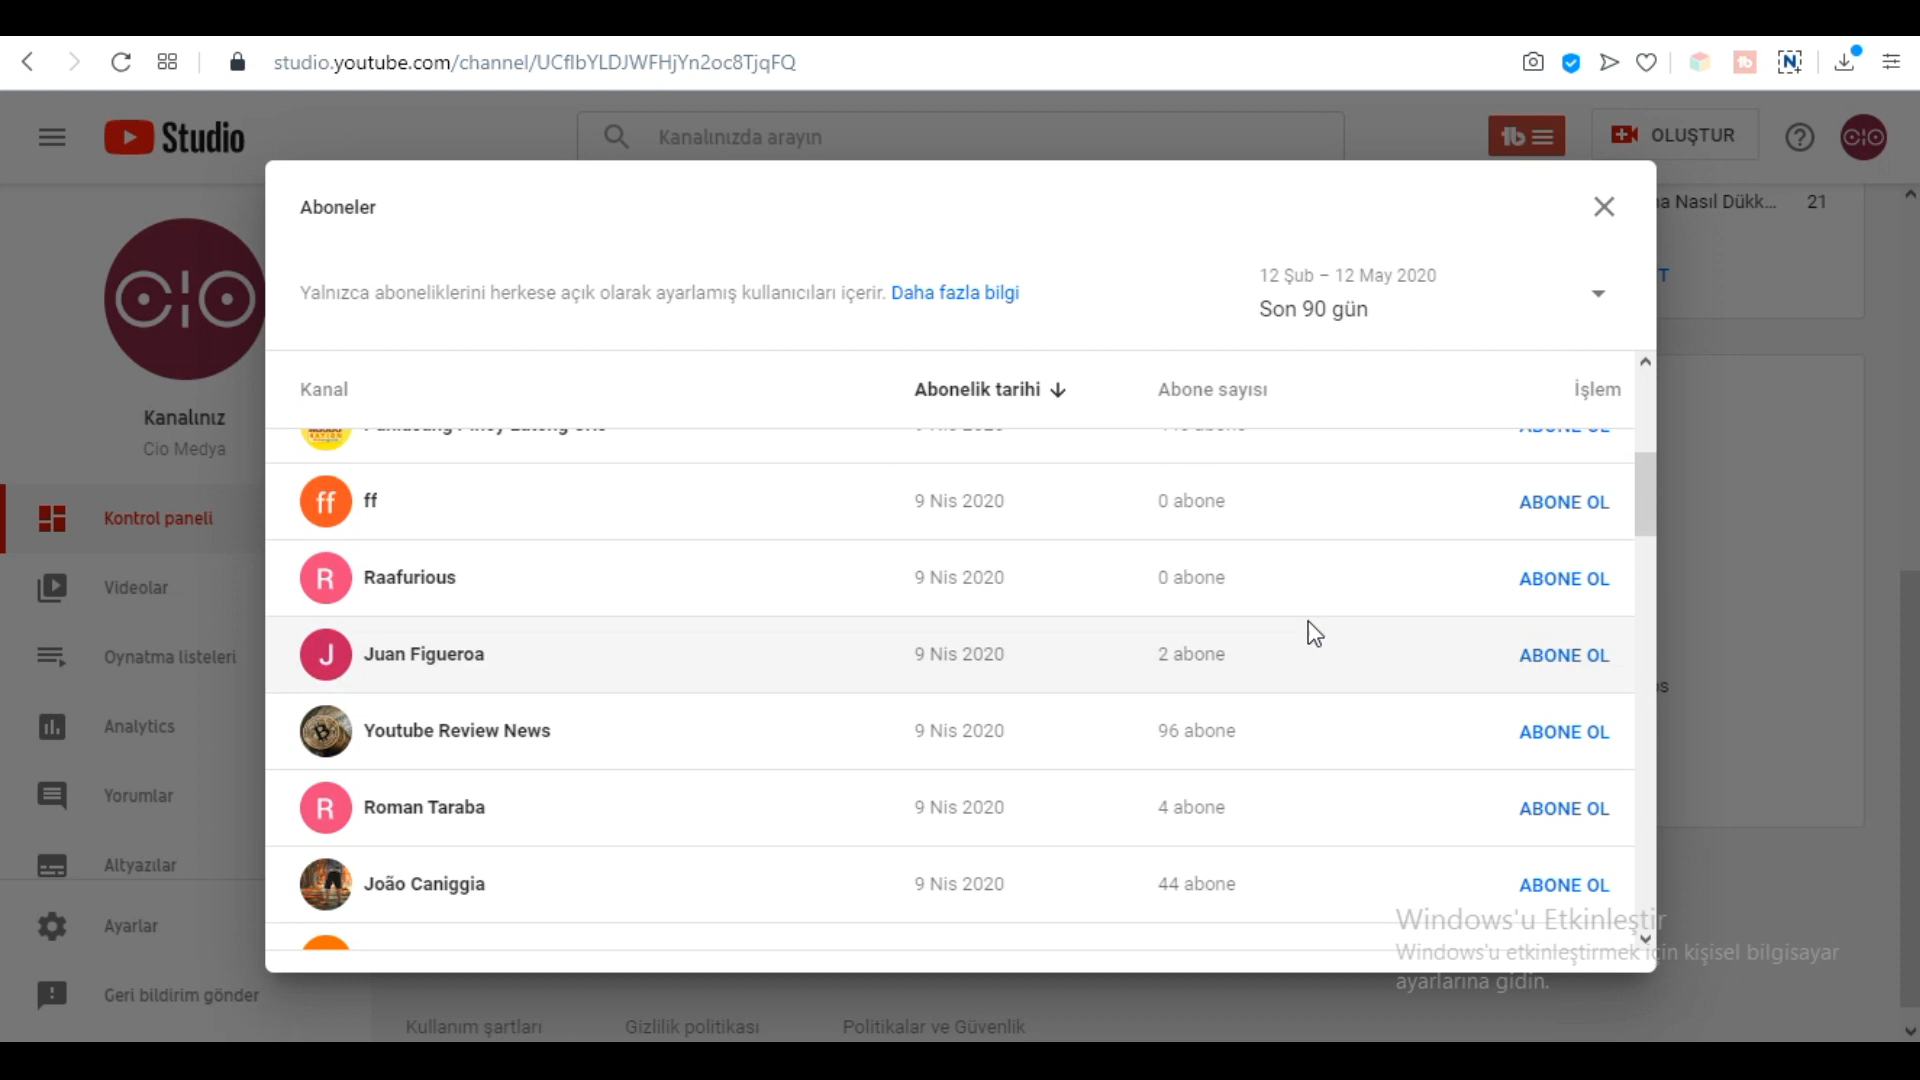 studio.youtube.com/channel/UCflbYLDJWFHjYn2oc8TjqFQ
Studio
Kanalınızda arayın
OLUŞTUR
Aboneler
Yalnızca aboneliklerini herkese açık olarak ayarlamış kullanıcıları içerir. Daha fazla bilgi
12 Şub – 12 May 2020
Son 90 gün
Nasıl Dükk... 21
Kanalınız
Cio Medya
Kontrol paneli
Videolar
Oynatma listeleri
Analytics
Yorumlar
Altyazılar
Ayarlar
Geri bildirim gönder
Kanal Abonelik tarihi Abone sayısı İşlem
ff ff 9 Nis 2020 0 abone ABONE OL
R Raafurious 9 Nis 2020 0 abone ABONE OL
J Juan Figueroa 9 Nis 2020 2 abone ABONE OL
Youtube Review News 9 Nis 2020 96 abone ABONE OL
R Roman Taraba 9 Nis 2020 4 abone ABONE OL
João Caniggia 9 Nis 2020 44 abone ABONE OL
Windows'u Etkinleştir
Windows'u etkinleştirmek için kişisel bilgisayar
ayarlarına gidin.
Kullanım şartları Gizlilik politikası Politikalar ve Güvenlik